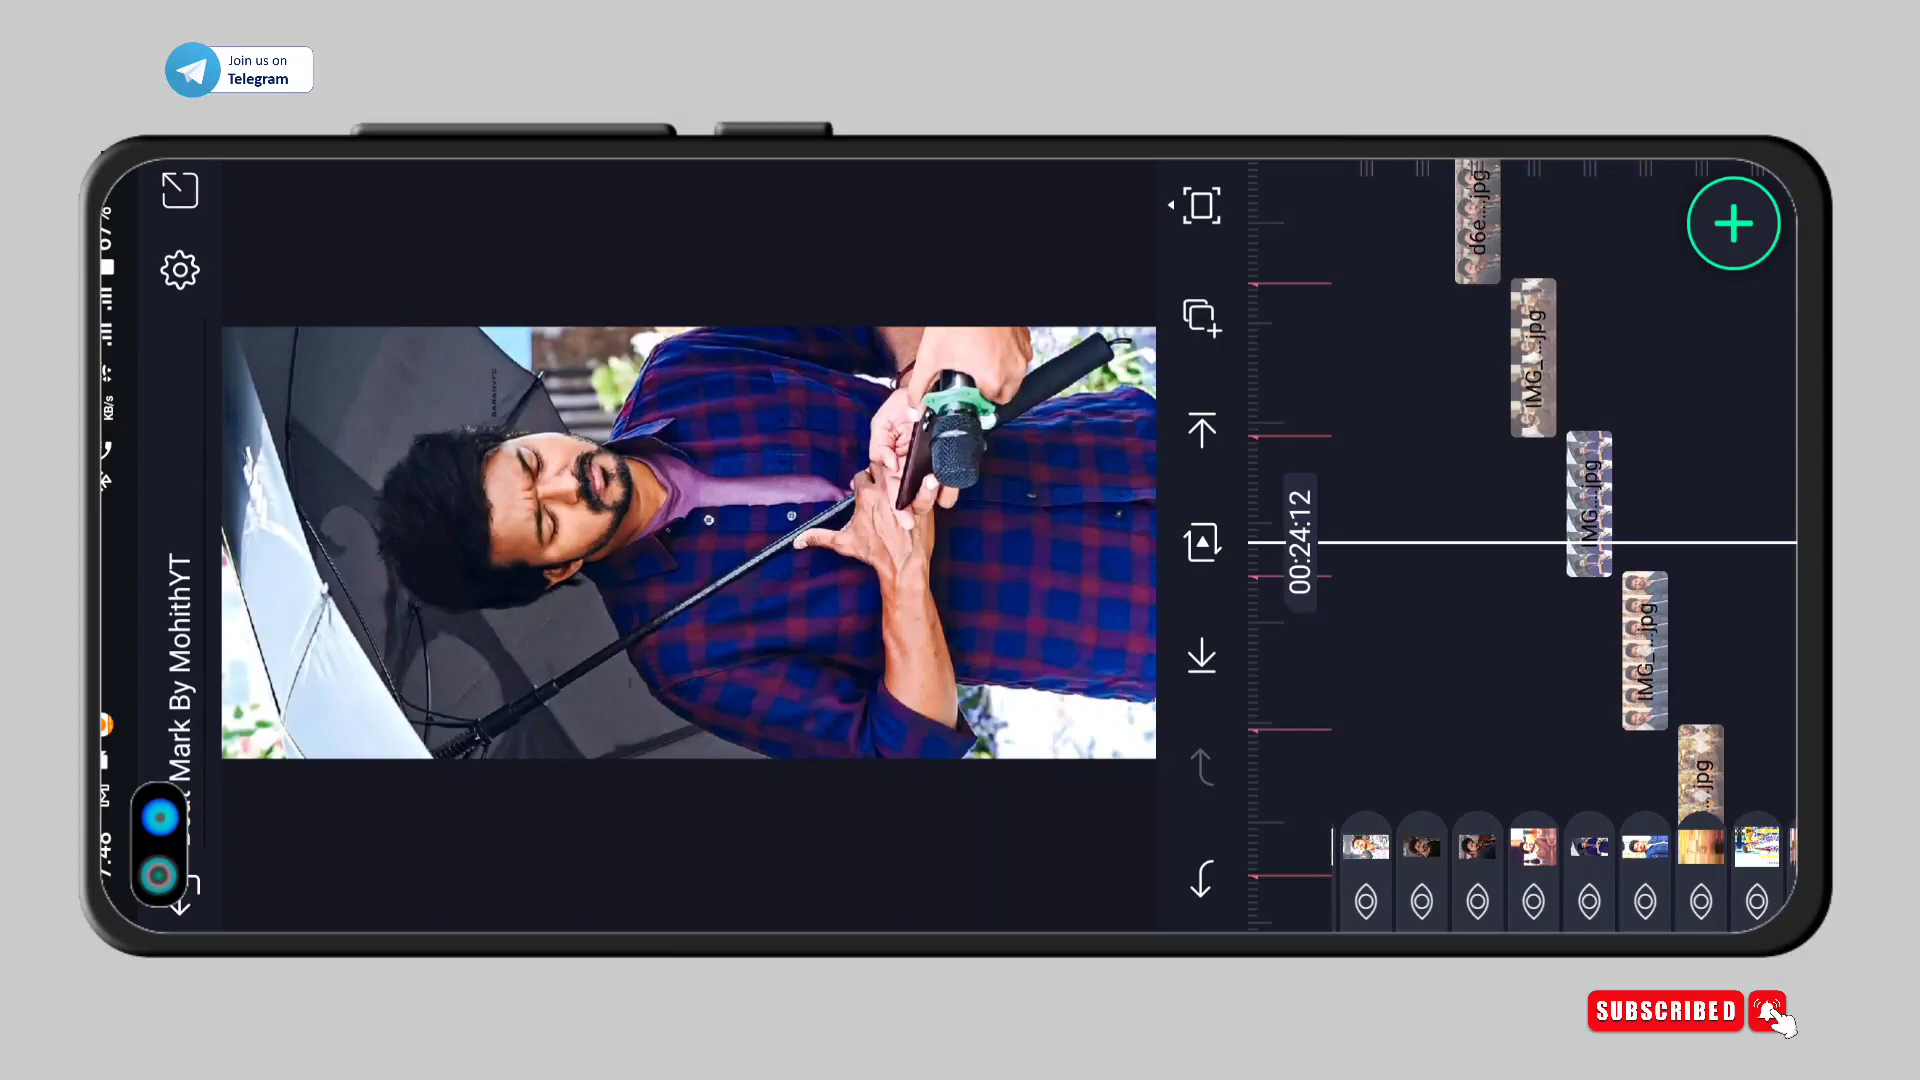 Join us on
Telegram
Mark By MohithYT
KB/s
00:24:12
d6e...jpg
IMG_...jpg
IMG_...jpg
IMG_...jpg
...jpg
SUBSCRIBED